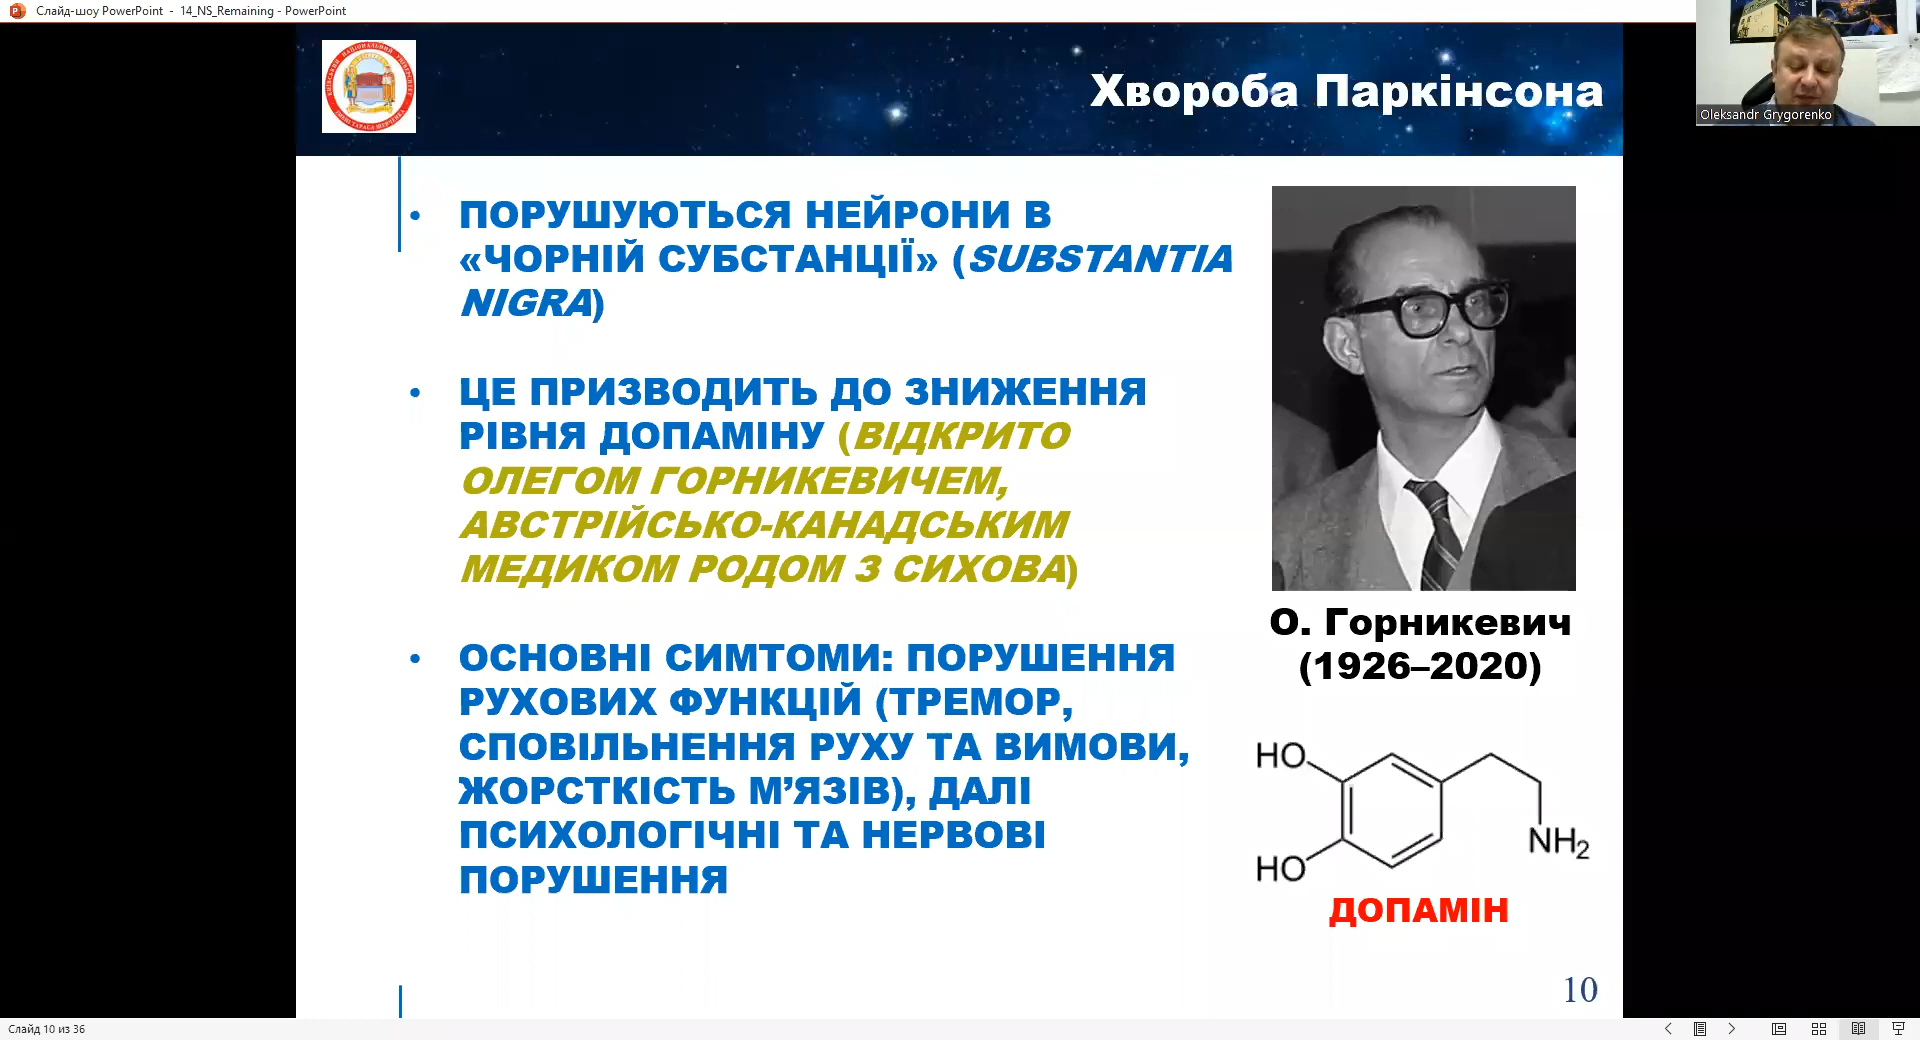 Слайд-шоу PowerPoint - 14_NS_Remaining - PowerPoint
Хвороба Паркінсона
Oleksandr Grygorenko
• ПОРУШУЮТЬСЯ НЕЙРОНИ В
«ЧОРНІЙ СУБСТАНЦІЇ» (SUBSTANTIA
NIGRA)
• ЦЕ ПРИЗВОДИТЬ ДО ЗНИЖЕННЯ
РІВНЯ ДОПАМІНУ (ВІДКРИТО
ОЛЕГОМ ГОРНИКЕВИЧЕМ,
АВСТРІЙСЬКО-КАНАДСЬКИМ
МЕДИКОМ РОДОМ З СИХОВА)
• ОСНОВНІ СИМТОМИ: ПОРУШЕННЯ
РУХОВИХ ФУНКЦІЙ (ТРЕМОР,
СПОВІЛЬНЕННЯ РУХУ ТА ВИМОВИ,
ЖОРСТКІСТЬ М’ЯЗІВ), ДАЛІ
ПСИХОЛОГІЧНІ ТА НЕРВОВІ
ПОРУШЕННЯ
О. Горникевич
(1926–2020)
HO
HO
NH2
ДОПАМІН
10
Слайд 10 из 36